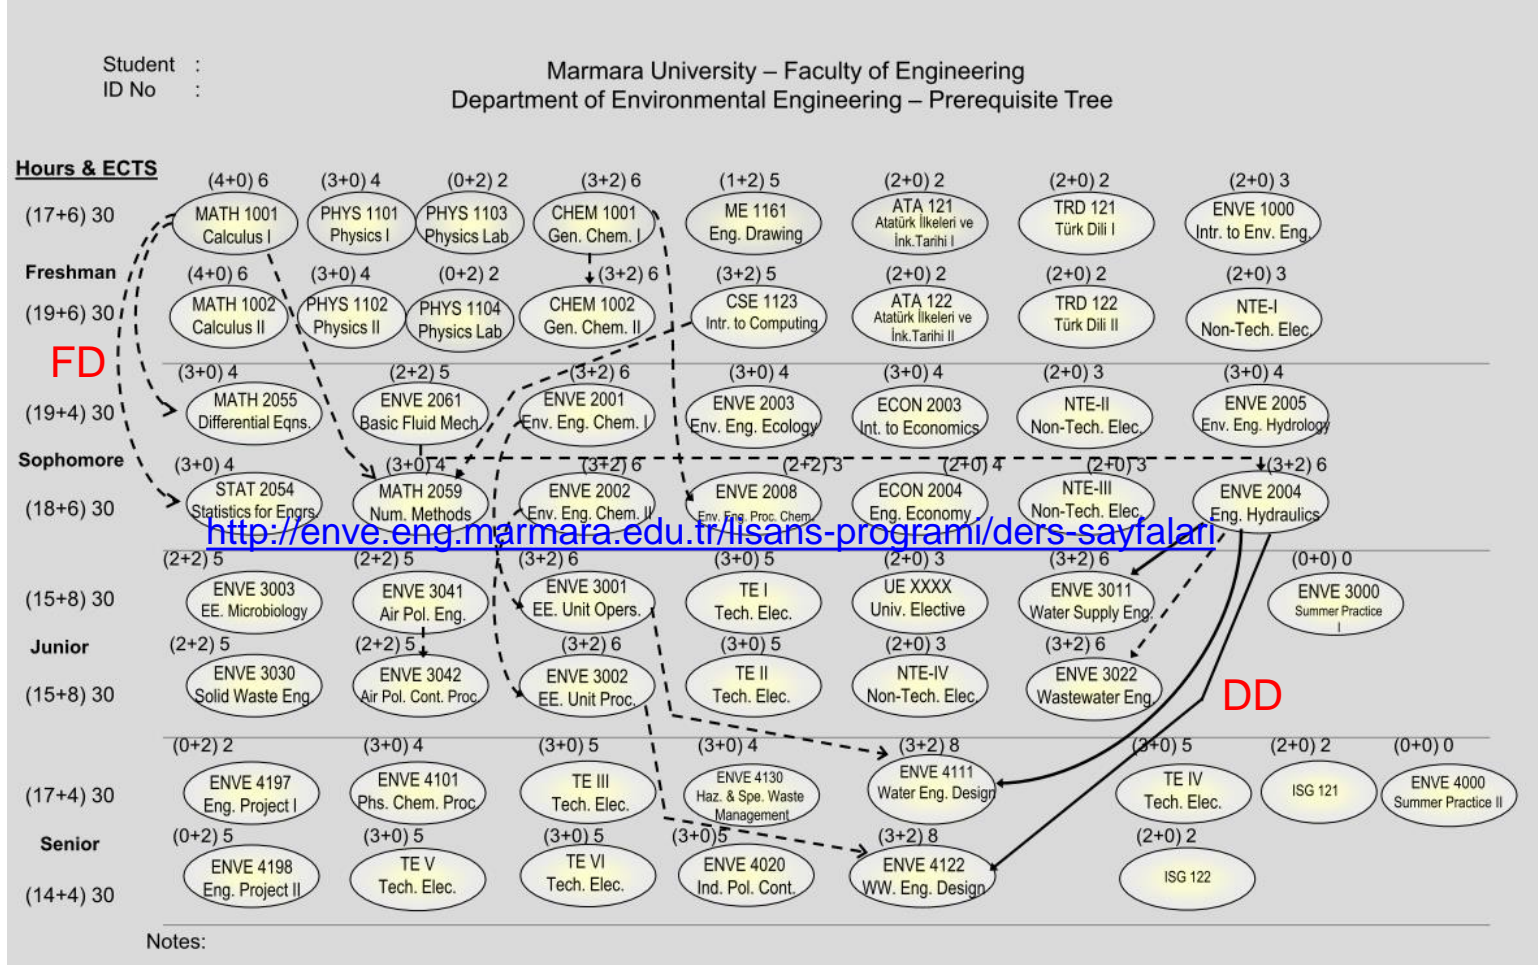 Student :
ID No :
Marmara University – Faculty of Engineering
Department of Environmental Engineering – Prerequisite Tree
Hours & ECTS
(4+0) 6 (3+0) 4 (0+2) 2 (3+2) 6 (1+2) 5 (2+0) 2 (2+0) 2 (2+0) 3
(17+6) 30
MATH 1001
Calculus I
PHYS 1101
Physics I
PHYS 1103
Physics Lab
CHEM 1001
Gen. Chem. I
ME 1161
Eng. Drawing
ATA 121
Atatürk İlkeleri ve
İnk.Tarihi I
TRD 121
Türk Dili I
ENVE 1000
Intr. to Env. Eng.
Freshman
(4+0) 6 (3+0) 4 (0+2) 2 (3+2) 6 (3+2) 5 (2+0) 2 (2+0) 2 (2+0) 3
(19+6) 30
MATH 1002
Calculus II
PHYS 1102
Physics II
PHYS 1104
Physics Lab
CHEM 1002
Gen. Chem. II
CSE 1123
Intr. to Computing
ATA 122
Atatürk İlkeleri ve
İnk.Tarihi II
TRD 122
Türk Dili II
NTE-I
Non-Tech. Elec.
FD
(3+0) 4 (2+2) 5 (3+2) 6 (3+0) 4 (3+0) 4 (2+0) 3 (3+0) 4
(19+4) 30
MATH 2055
Differential Eqns.
ENVE 2061
Basic Fluid Mech.
ENVE 2001
Env. Eng. Chem. I
ENVE 2003
Env. Eng. Ecology
ECON 2003
Int. to Economics
NTE-II
Non-Tech. Elec.
ENVE 2005
Env. Eng. Hydrology
Sophomore
(3+0) 4 (3+0) 4 (3+2) 6 (2+2) 3 (2+0) 4 (2+0) 3 (3+2) 6
(18+6) 30
STAT 2054
Statistics for Engrs.
MATH 2059
Num. Methods
ENVE 2002
Env. Eng. Chem. II
ENVE 2008
Env. Eng. Proc. Chem.
ECON 2004
Eng. Economy
NTE-III
Non-Tech. Elec.
ENVE 2004
Eng. Hydraulics
http://enve.eng.marmara.edu.tr/lisans-programi/ders-sayfalari
(2+2) 5 (2+2) 5 (3+2) 6 (3+0) 5 (2+0) 3 (3+2) 6 (0+0) 0
(15+8) 30
ENVE 3003
EE. Microbiology
ENVE 3041
Air Pol. Eng.
ENVE 3001
EE. Unit Opers.
TE I
Tech. Elec.
UE XXXX
Univ. Elective
ENVE 3011
Water Supply Eng.
ENVE 3000
Summer Practice
I
Junior
(2+2) 5 (2+2) 5 (3+2) 6 (3+0) 5 (2+0) 3 (3+2) 6
(15+8) 30
ENVE 3030
Solid Waste Eng.
ENVE 3042
Air Pol. Cont. Proc.
ENVE 3002
EE. Unit Proc.
TE II
Tech. Elec.
NTE-IV
Non-Tech. Elec.
ENVE 3022
Wastewater Eng.
DD
(0+2) 2 (3+0) 4 (3+0) 5 (3+0) 4 (3+2) 8 (3+0) 5 (2+0) 2 (0+0) 0
(17+4) 30
ENVE 4197
Eng. Project I
ENVE 4101
Phs. Chem. Proc.
TE III
Tech. Elec.
ENVE 4130
Haz. & Spe. Waste
Management
ENVE 4111
Water Eng. Design
TE IV
Tech. Elec.
ISG 121
ENVE 4000
Summer Practice II
Senior
(0+2) 5 (3+0) 5 (3+0) 5 (3+0)5 (3+2) 8 (2+0) 2
(14+4) 30
ENVE 4198
Eng. Project II
TE V
Tech. Elec.
TE VI
Tech. Elec.
ENVE 4020
Ind. Pol. Cont.
ENVE 4122
WW. Eng. Design
ISG 122
Notes: